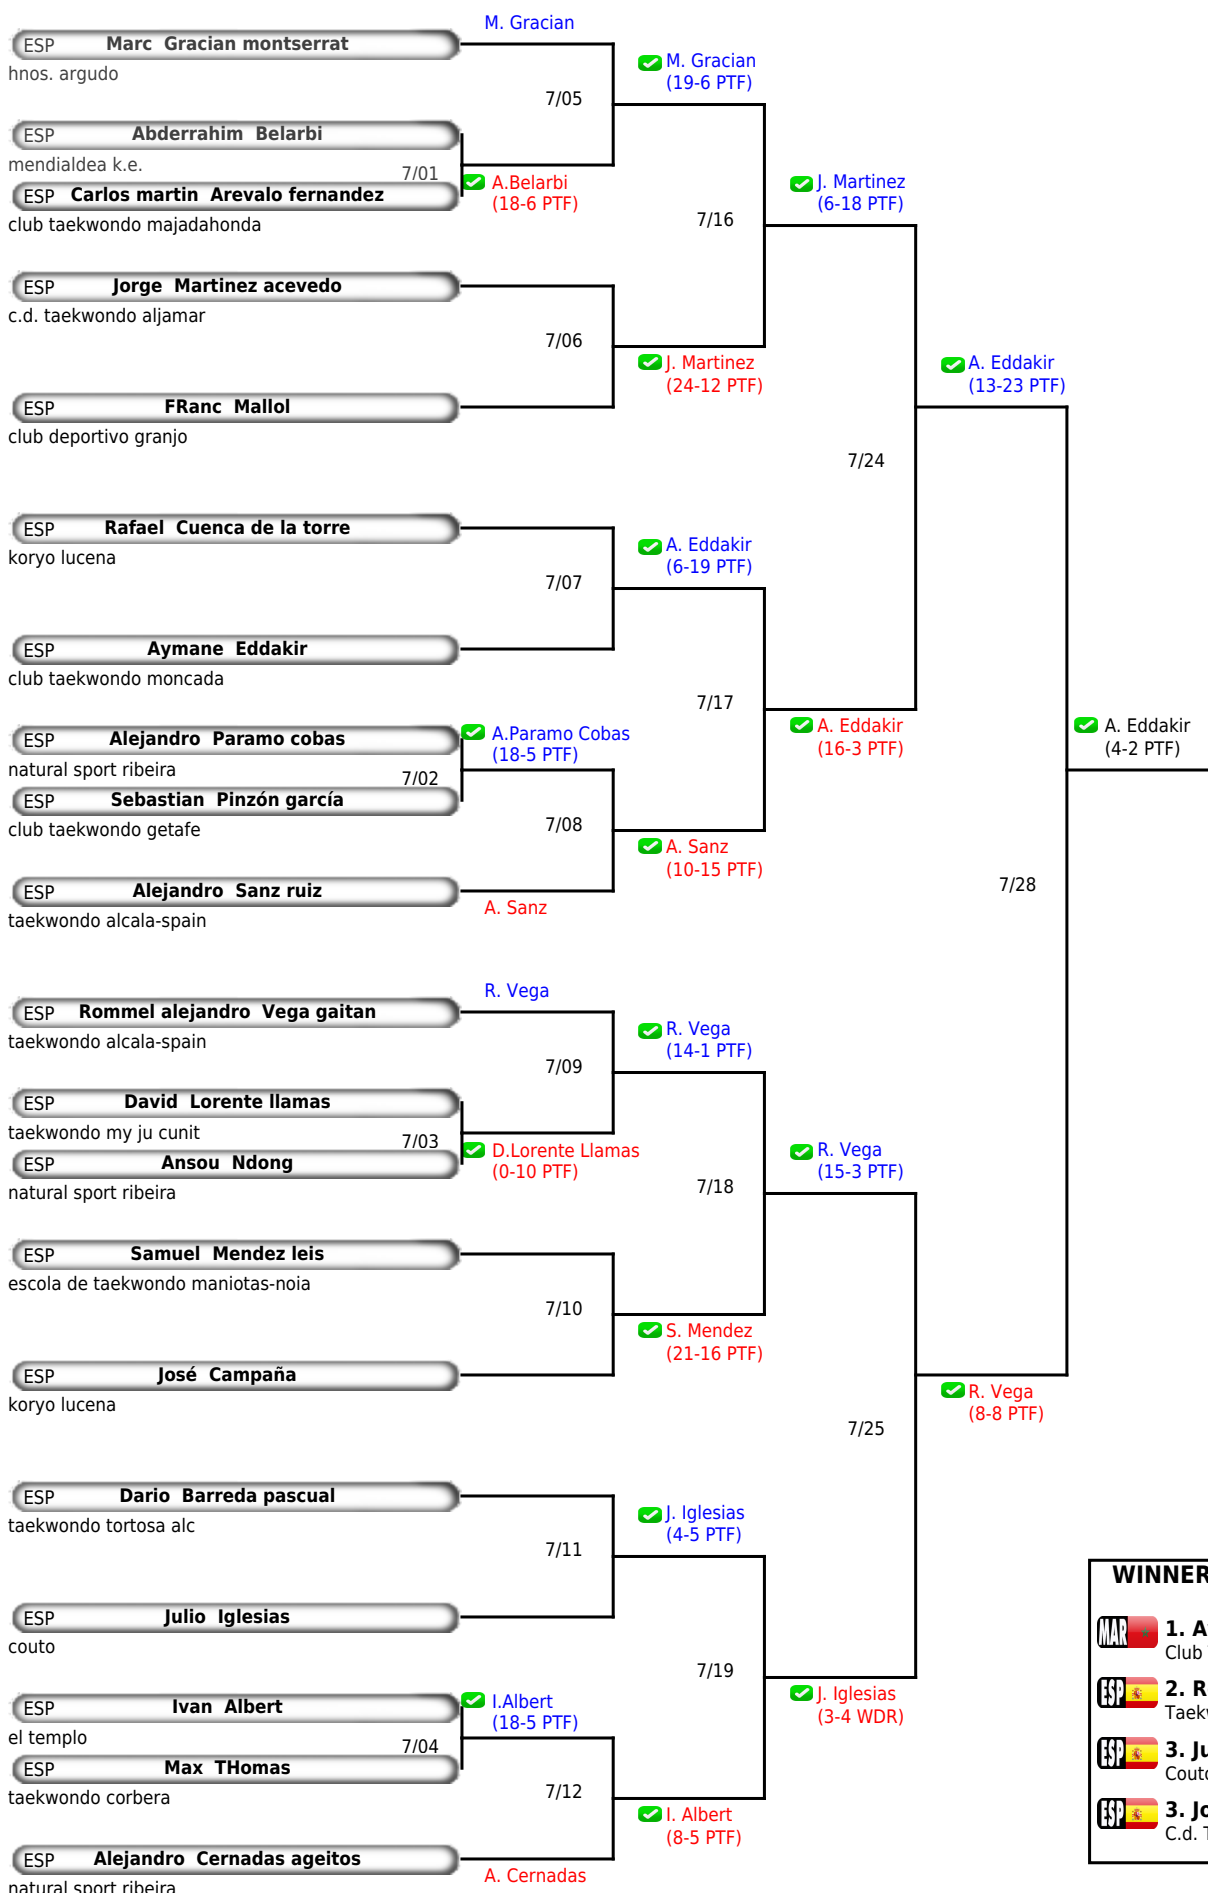 M. Gracian
ESP Marc Gracian montserrat
hnos. argudo
M. Gracian
(19-6 PTF)
7/05
ESP Abderrahim Belarbi
mendialdea k.e.
7/01
A.Belarbi
(18-6 PTF)
ESP Carlos martin Arevalo fernandez
club taekwondo majadahonda
J. Martinez
(6-18 PTF)
7/16
ESP Jorge Martinez acevedo
c.d. taekwondo aljamar
7/06
J. Martinez
(24-12 PTF)
ESP FRanc Mallol
club deportivo granjo
A. Eddakir
(13-23 PTF)
7/24
ESP Rafael Cuenca de la torre
koryo lucena
A. Eddakir
(6-19 PTF)
7/07
ESP Aymane Eddakir
club taekwondo moncada
7/17
A. Eddakir
(16-3 PTF)
ESP Alejandro Paramo cobas
natural sport ribeira
A.Paramo Cobas
(18-5 PTF)
7/02
ESP Sebastian Pinzón garcía
club taekwondo getafe
7/08
A. Sanz
(10-15 PTF)
ESP Alejandro Sanz ruiz
taekwondo alcala-spain
A. Sanz
A. Eddakir
(4-2 PTF)
7/28
R. Vega
ESP Rommel alejandro Vega gaitan
taekwondo alcala-spain
R. Vega
(14-1 PTF)
7/09
ESP David Lorente llamas
taekwondo my ju cunit
7/03
D.Lorente Llamas
(0-10 PTF)
ESP Ansou Ndong
natural sport ribeira
R. Vega
(15-3 PTF)
7/18
ESP Samuel Mendez leis
escola de taekwondo maniotas-noia
7/10
S. Mendez
(21-16 PTF)
ESP José Campaña
koryo lucena
R. Vega
(8-8 PTF)
7/25
ESP Dario Barreda pascual
taekwondo tortosa alc
J. Iglesias
(4-5 PTF)
7/11
ESP Julio Iglesias
couto
7/19
J. Iglesias
(3-4 WDR)
ESP Ivan Albert
el templo
I.Albert
(18-5 PTF)
7/04
ESP Max THomas
taekwondo corbera
7/12
I. Albert
(8-5 PTF)
ESP Alejandro Cernadas ageitos
natural sport ribeira
A. Cernadas
WINNER
MAR 1. A
Club
ESP 2. R
Taek
ESP 3. Ju
Couto
ESP 3. Jo
C.d. T